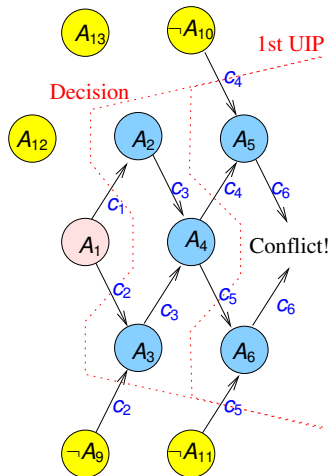 A13
¬A10
1st UIP
c4
Decision
A12
A2
A5
c1
c3
c4
c6
A1
A4
Conflict!
c2
c3
c5
c6
A3
A6
c2
c5
¬A9
¬A11